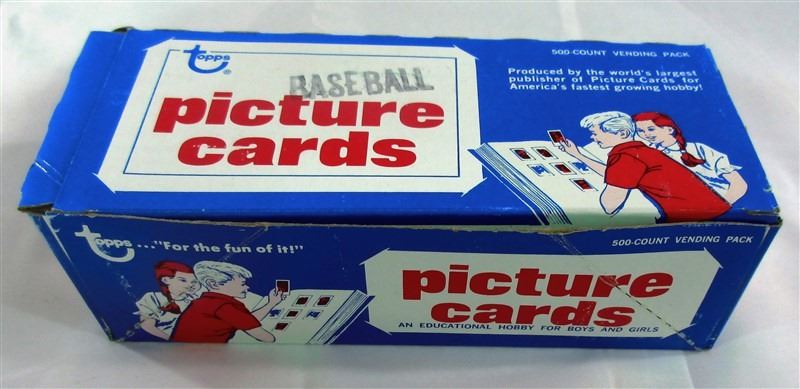 topps®
BASEBALL
picture
cards
500-COUNT VENDING PACK
Produced by the world's largest
publisher of Picture Cards for
America's fastest growing hobby!
topps..."For the fun of it!"
500-COUNT VENDING PACK
picture
cards
AN EDUCATIONAL HOBBY FOR BOYS AND GIRLS